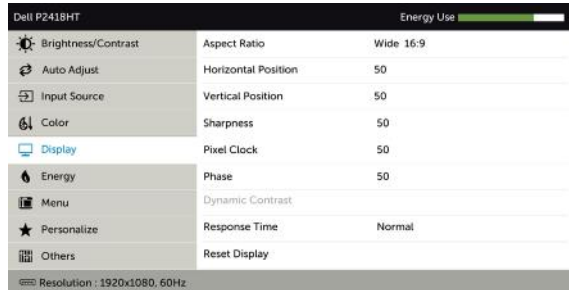 Dell P2418HT Energy Use
Brightness/Contrast Aspect Ratio Wide 16:9
Auto Adjust Horizontal Position 50
Input Source Vertical Position 50
Color Sharpness 50
Display Pixel Clock 50
Energy Phase 50
Menu Dynamic Contrast
Personalize Response Time Normal
Others Reset Display
Resolution : 1920x1080, 60Hz